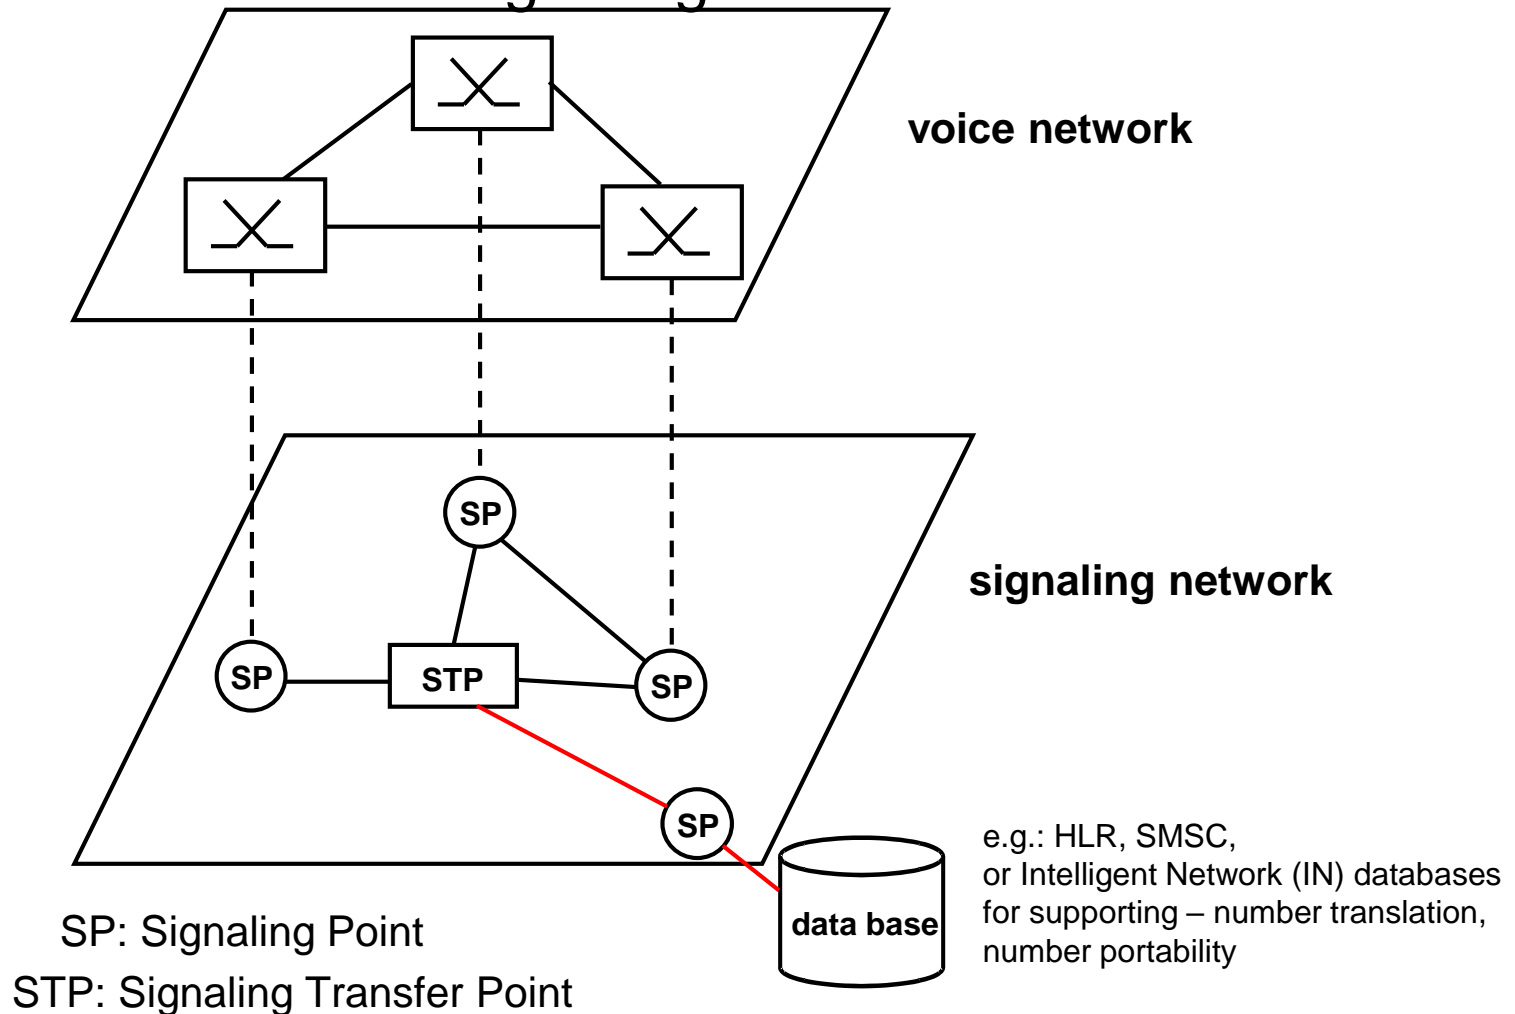 voice network
SP
signaling network
SP
STP
SP
SP
e.g.: HLR, SMSC,
or Intelligent Network (IN) databases
for supporting – number translation,
number portability
data base
SP: Signaling Point
STP: Signaling Transfer Point